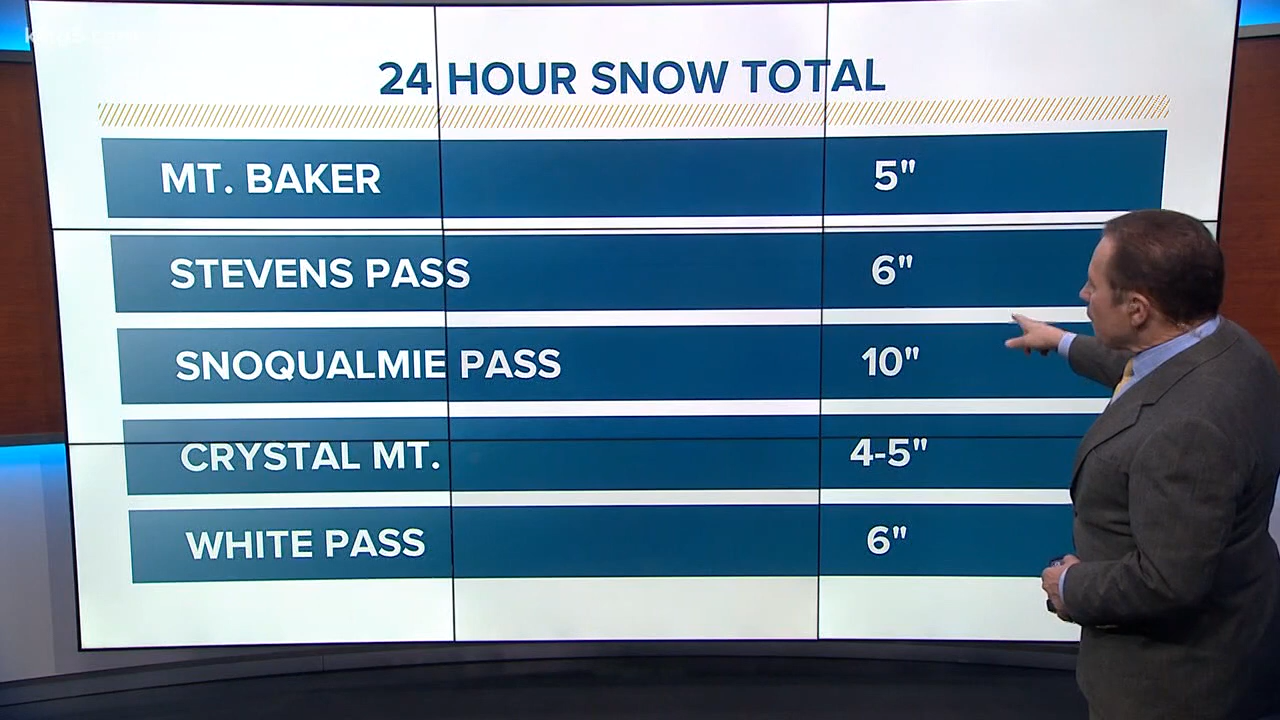 24 HOUR SNOW TOTAL
MT. BAKER 5"
STEVENS PASS 6"
SNOQUALMIE PASS 10"
CRYSTAL MT. 4-5"
WHITE PASS 6"